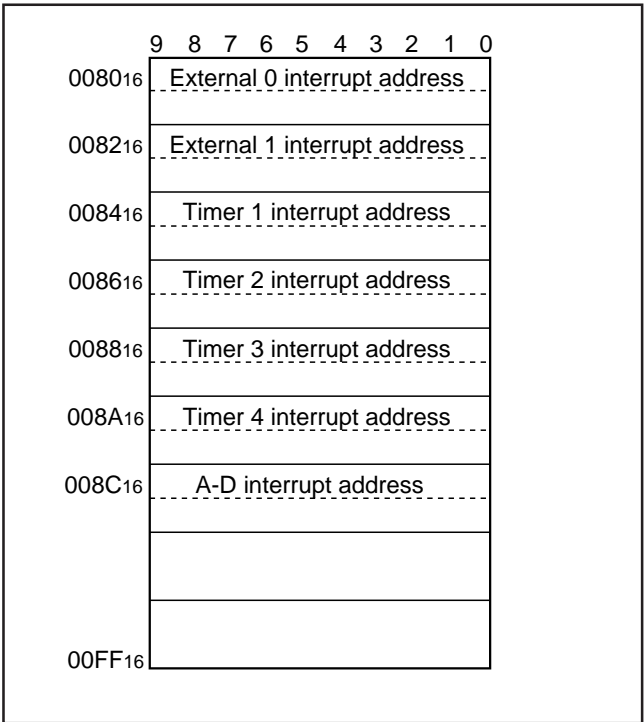 9 8 7 6 5 4 3 2 1 0
008016 External 0 interrupt address
008216 External 1 interrupt address
008416 Timer 1 interrupt address
008616 Timer 2 interrupt address
008816 Timer 3 interrupt address
008A16 Timer 4 interrupt address
008C16 A-D interrupt address
00FF16